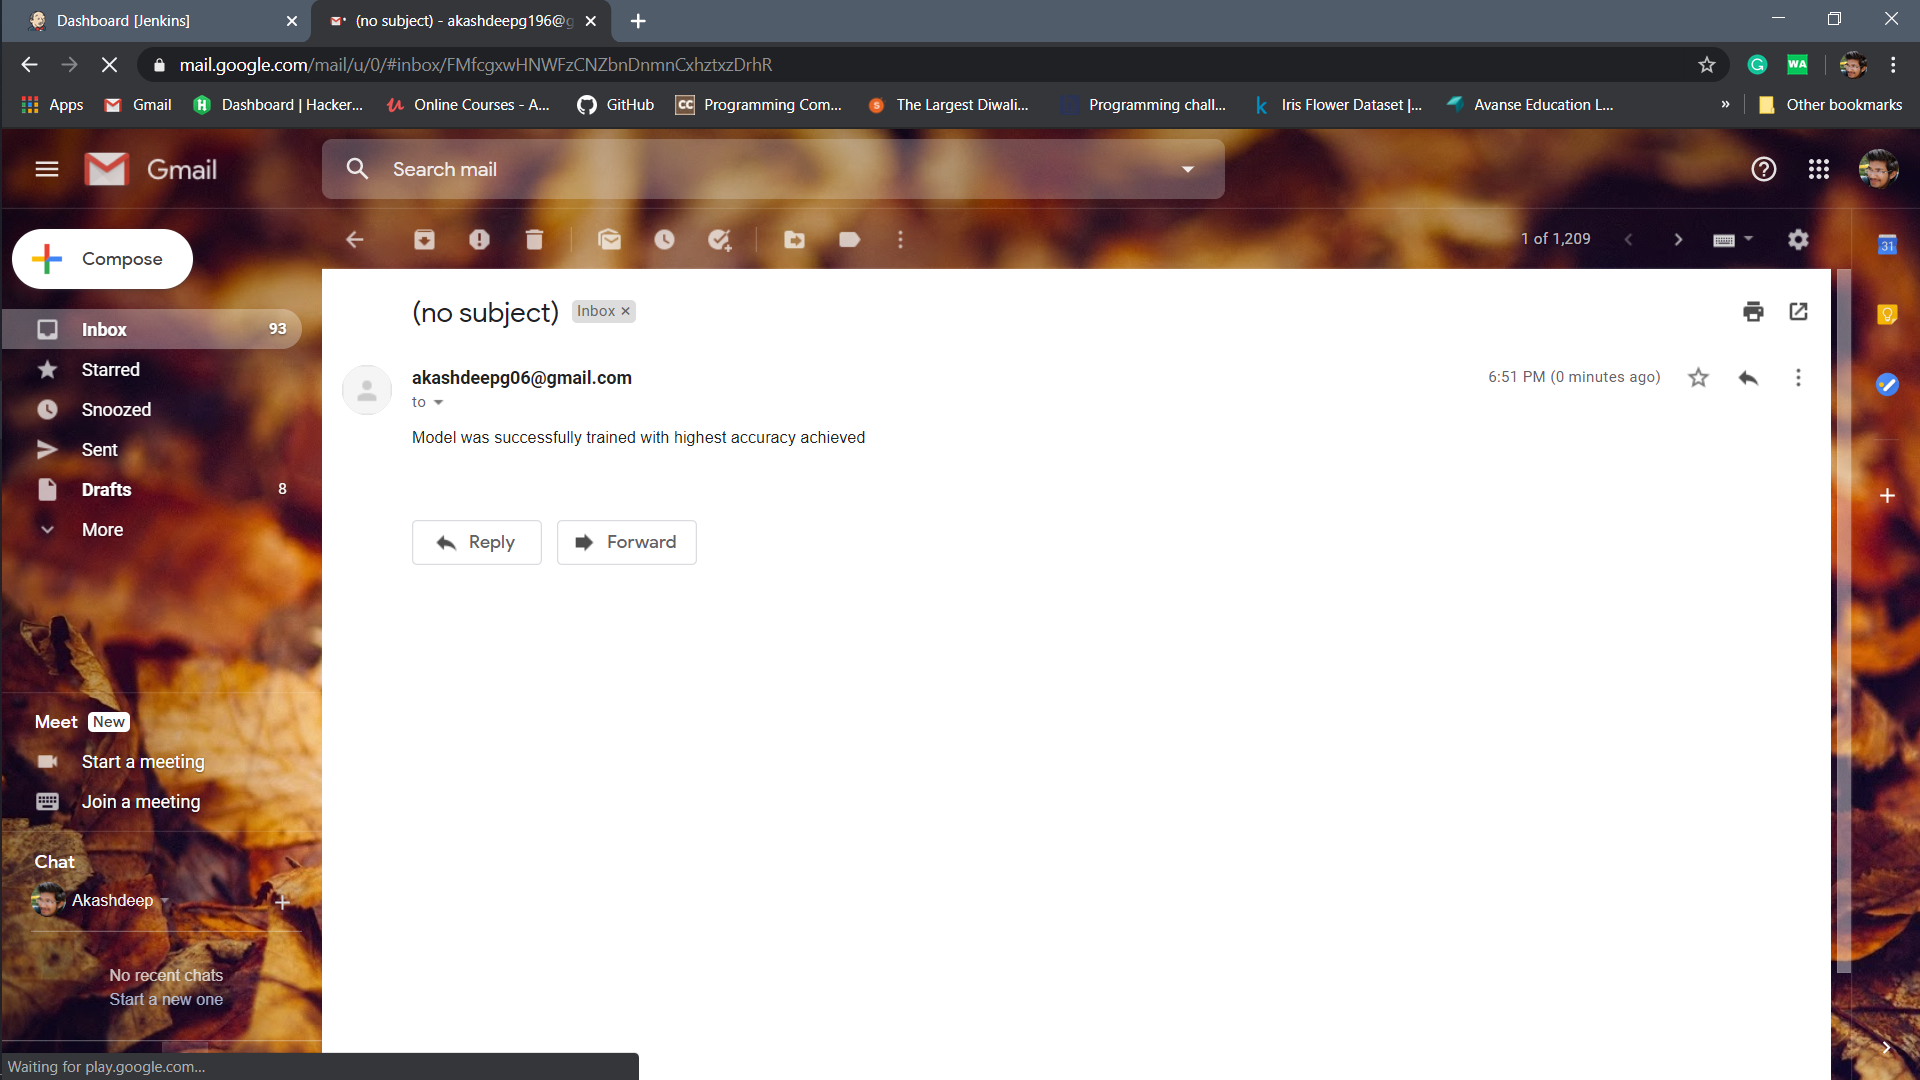 Dashboard [Jenkins]
(no subject) - akashdeepg196@g
mail.google.com/mail/u/0/#inbox/FMfcgxwHNWFzCNZbnDnmnCxhztxzDrhR
WA
Apps
Gmail
Dashboard | Hacker...
Online Courses - A...
GitHub
CC
Programming Com...
The Largest Diwali...
Programming chall...
Iris Flower Dataset |...
Avanse Education L...
»
Other bookmarks
Gmail
Search mail
Compose
1 of 1,209
31
Inbox 93
Starred
Snoozed
Sent
Drafts 8
More
(no subject) Inbox ×
akashdeepg06@gmail.com
6:51 PM (0 minutes ago)
to
Model was successfully trained with highest accuracy achieved
Reply
Forward
Meet New
Start a meeting
Join a meeting
Chat
Akashdeep
No recent chats
Start a new one
Waiting for play.google.com...